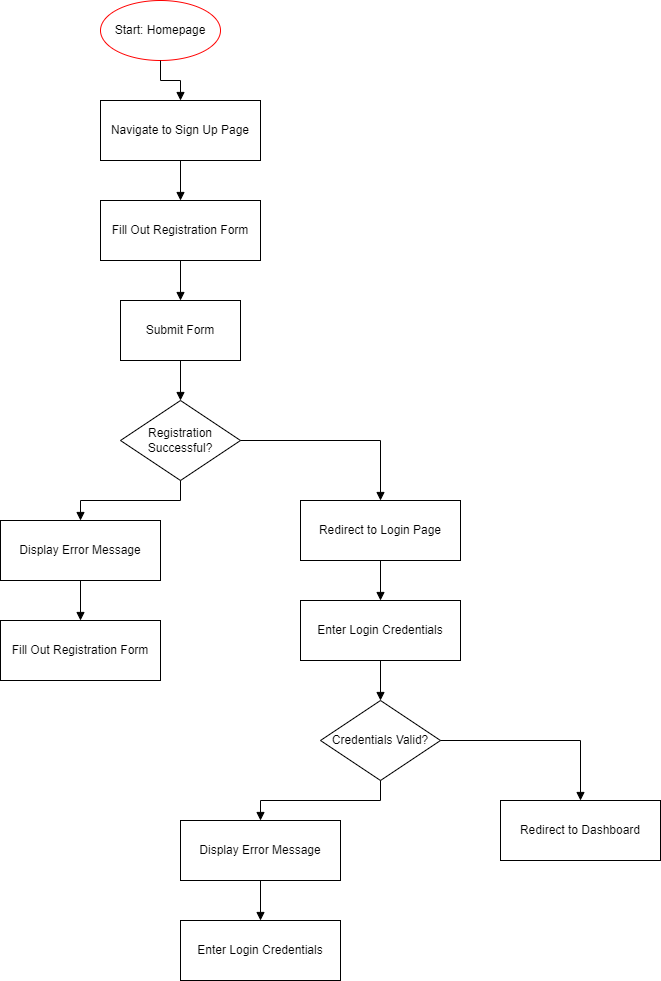 Start: Homepage
Navigate to Sign Up Page
Fill Out Registration Form
Submit Form
Registration
Successful?
Display Error Message
Fill Out Registration Form
Redirect to Login Page
Enter Login Credentials
Credentials Valid?
Display Error Message
Enter Login Credentials
Redirect to Dashboard